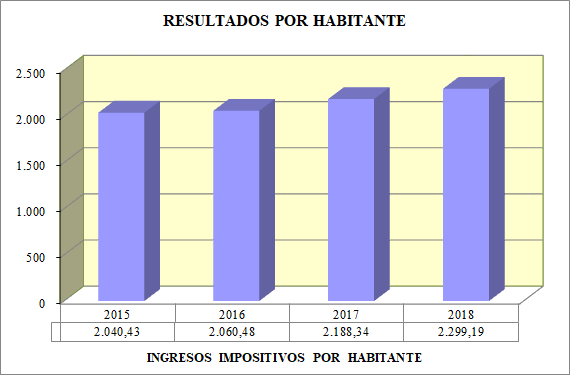 RESULTADOS POR HABITANTE
2.500
2.000
1.500
1.000
500
0
2015 2016 2017 2018
2.040,43 2.060,48 2.188,34 2.299,19
INGRESOS IMPOSITIVOS POR HABITANTE